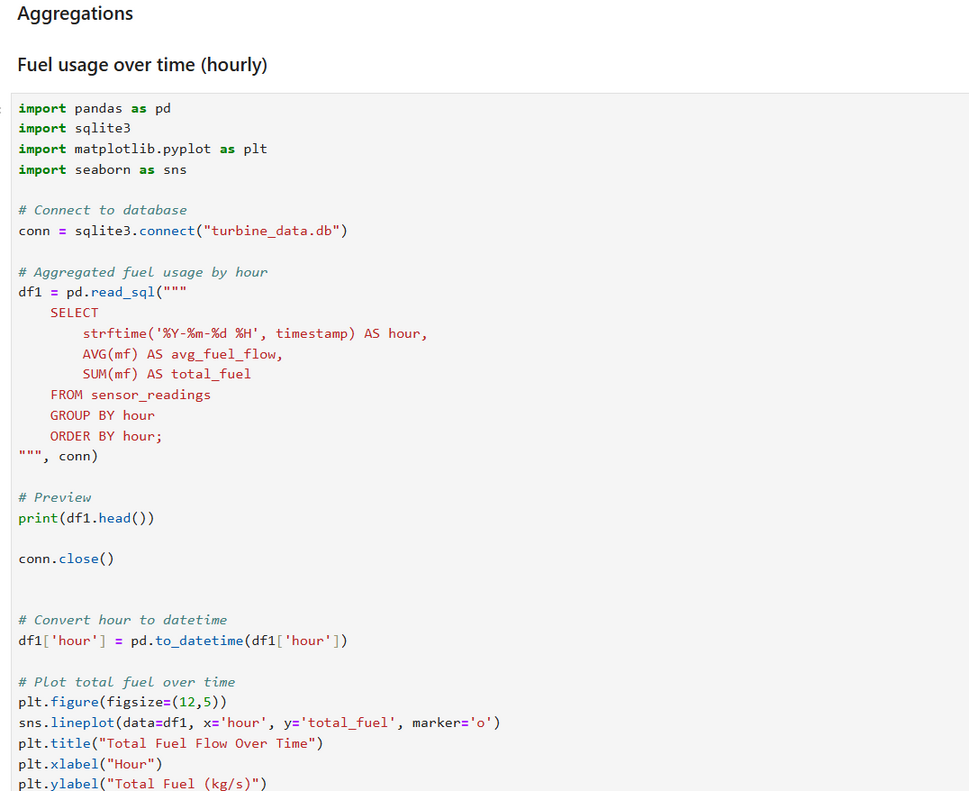 Aggregations
Fuel usage over time (hourly)
import pandas as pd
import sqlite3
import matplotlib.pyplot as plt
import seaborn as sns
# Connect to database
conn = sqlite3.connect("turbine_data.db")
# Aggregated fuel usage by hour
df1 = pd.read_sql("""
    SELECT
        strftime('%Y-%m-%d %H', timestamp) AS hour,
        AVG(mf) AS avg_fuel_flow,
        SUM(mf) AS total_fuel
    FROM sensor_readings
    GROUP BY hour
    ORDER BY hour;
""", conn)
# Preview
print(df1.head())
conn.close()
# Convert hour to datetime
df1['hour'] = pd.to_datetime(df1['hour'])
# Plot total fuel over time
plt.figure(figsize=(12,5))
sns.lineplot(data=df1, x='hour', y='total_fuel', marker='o')
plt.title("Total Fuel Flow Over Time")
plt.xlabel("Hour")
plt.ylabel("Total Fuel (kg/s)")